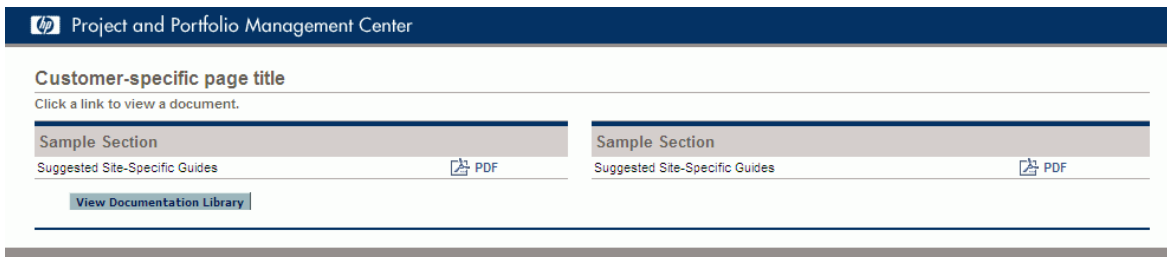 hp Project and Portfolio Management Center
Customer-specific page title
Click a link to view a document.
Sample Section
Suggested Site-Specific Guides PDF
Sample Section
Suggested Site-Specific Guides PDF
View Documentation Library